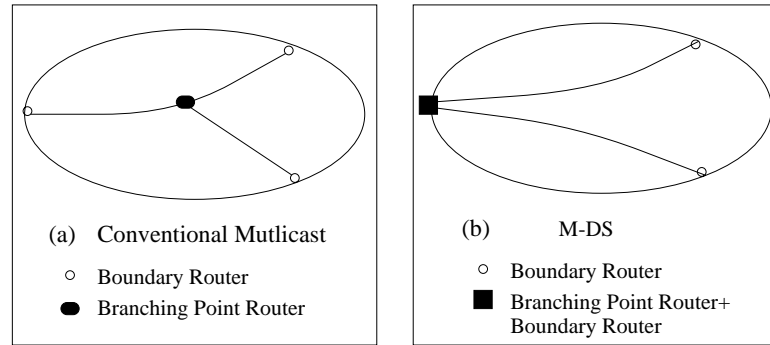 (a) Conventional Mutlicast
Boundary Router
Branching Point Router
(b) M-DS
Boundary Router
Branching Point Router+
Boundary Router